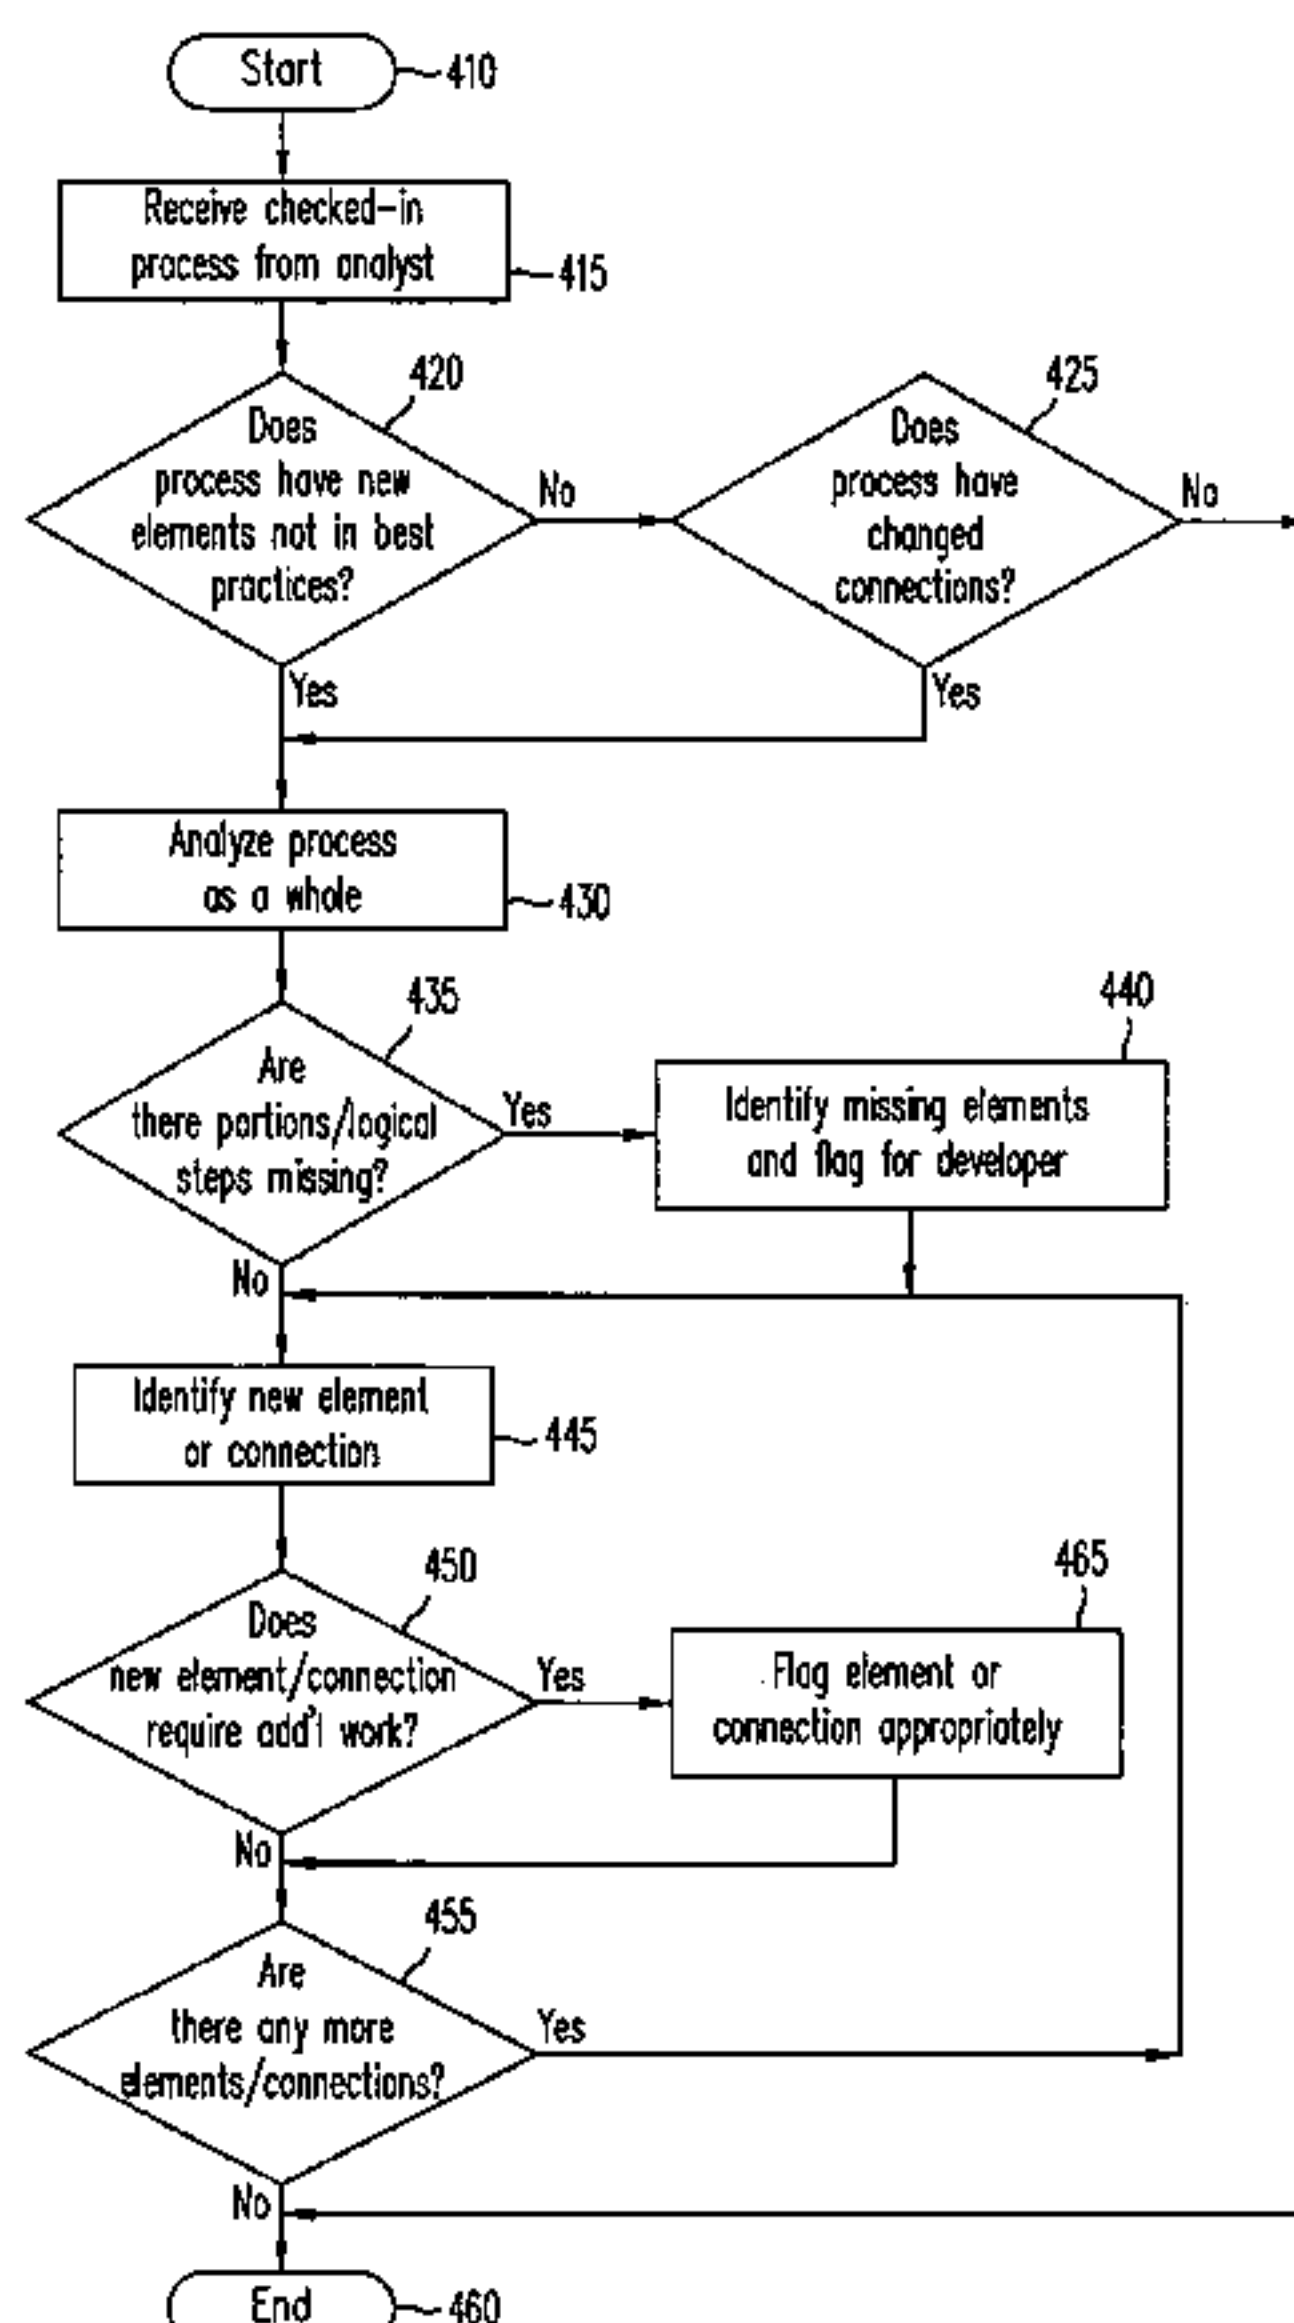 Start
410
Receive checked-in
process from analyst
415
420
Does
process have new
elements not in best
practices?
No
Yes
425
Does
process have
changed
connections?
No
Yes
Analyze process
as a whole
430
435
Are
there portions/logical
steps missing?
Yes
No
440
Identify missing elements
and flag for developer
Identify new element
or connection
445
450
Does
new element/connection
require add'l work?
Yes
No
465
Flag element or
connection appropriately
455
Are
there any more
elements/connections?
Yes
No
End
460